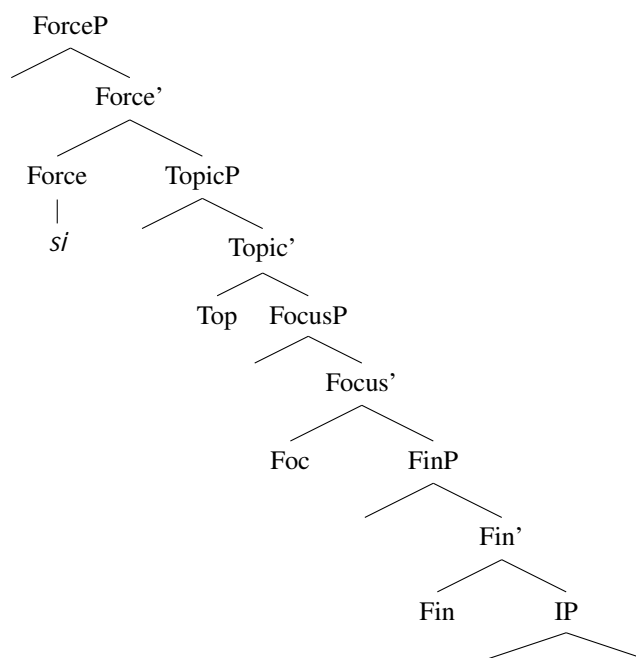 ForceP
Force’
Force TopicP
si
Topic’
Top FocusP
Focus’
Foc FinP
Fin’
Fin IP